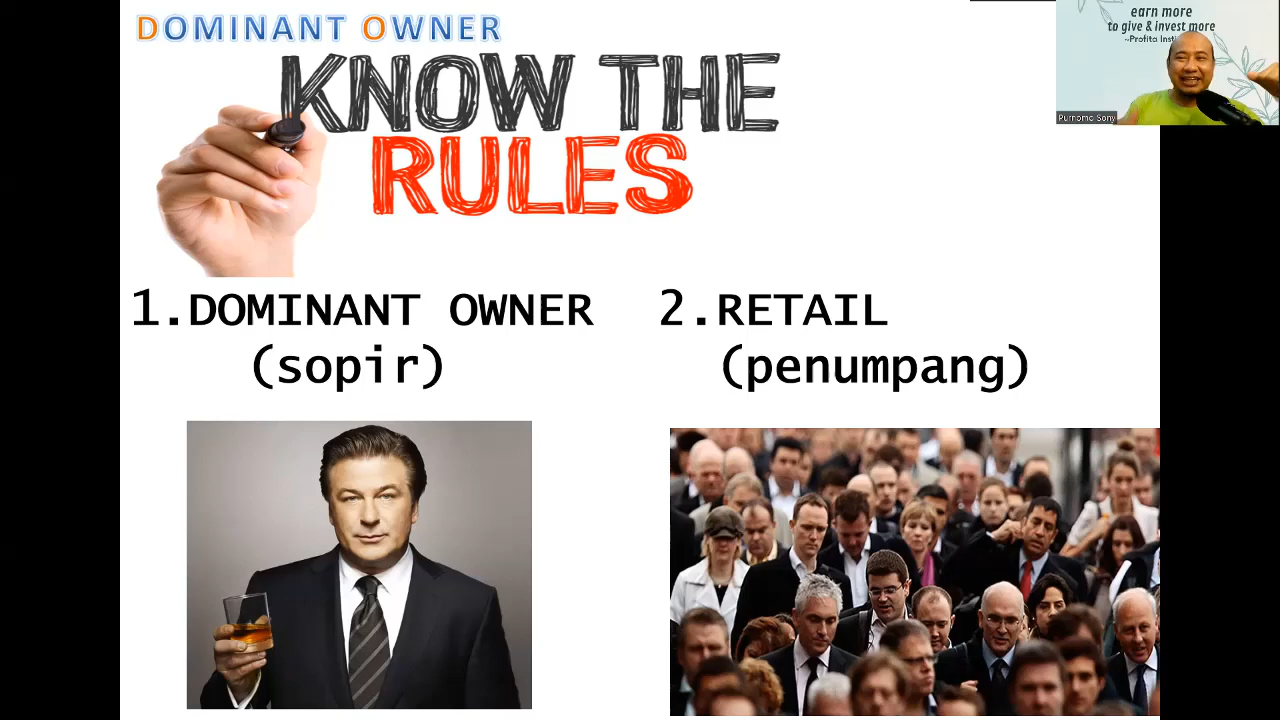 DOMINANT OWNER
KNOW THE
RULES
1.DOMINANT OWNER
(sopir)
2.RETAIL
(penumpang)
earn more
to give & invest more
~Profita
Purnomo Sony